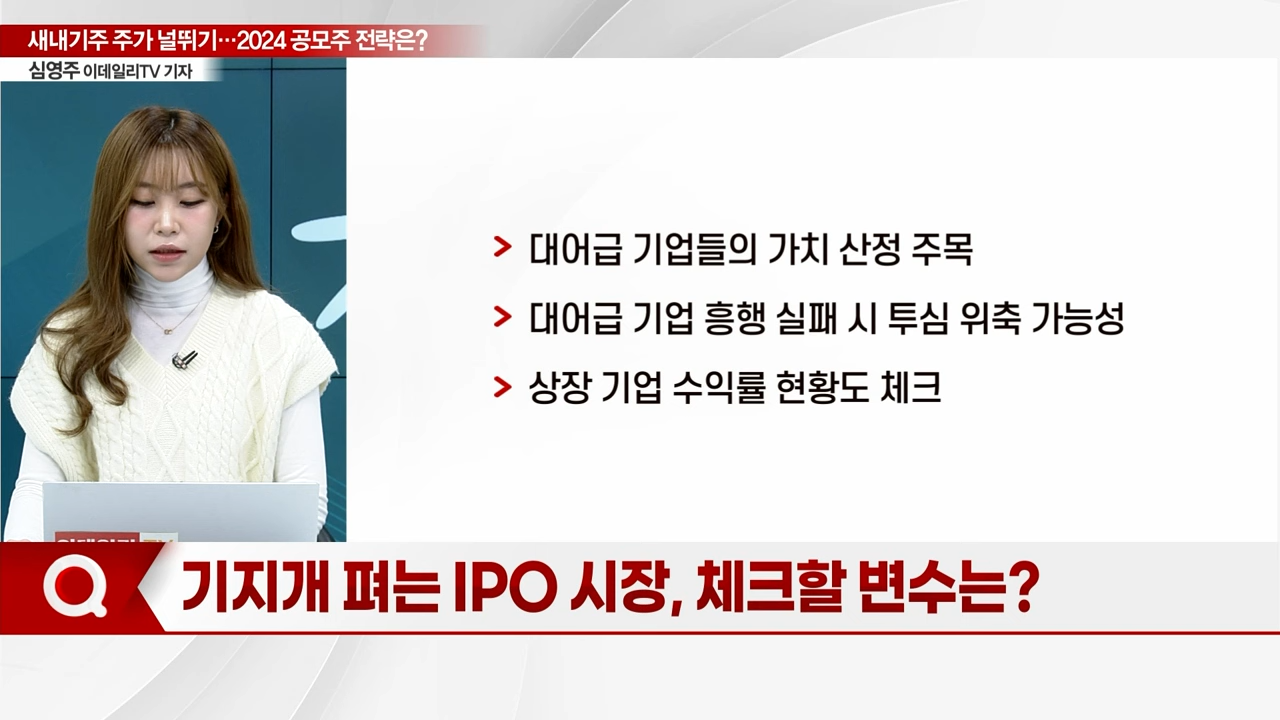 새내기주 주가 널뛰기…2024 공모주 전략은?
심영주 이데일리TV 기자
> 대어급 기업들의 가치 산정 주목
> 대어급 기업 흥행 실패 시 투심 위축 가능성
> 상장 기업 수익률 현황도 체크
Q 기지개 펴는 IPO 시장, 체크할 변수는?